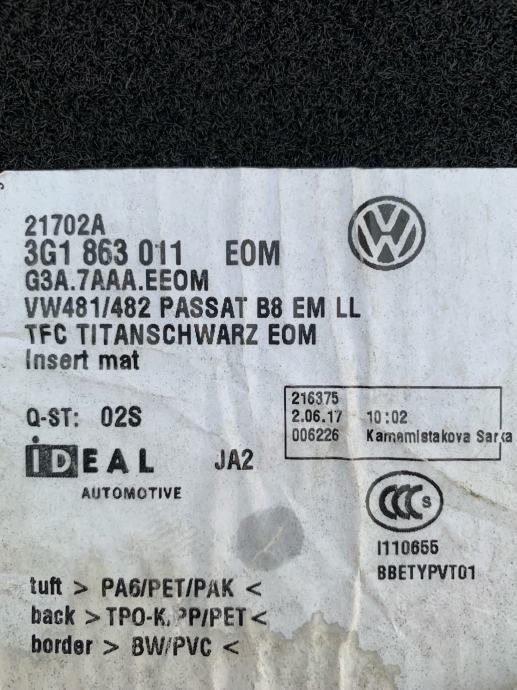 21702A
3G1 863 011 EOM
G3A.7AAA.EEOM
VW481/482 PASSAT B8 EM LL
TFC TITANSCHWARZ EOM
Insert mat
216375
2.06.17 10:02
006226 Kamemistakova Sarka
Q-ST: 02S
iDEAL JA2
AUTOMOTIVE
CCC S
I110655
BBETYPVT01
tuft > PA6/PET/PAK <
back > TPO-K, PP/PET<
border > BW/PVC <